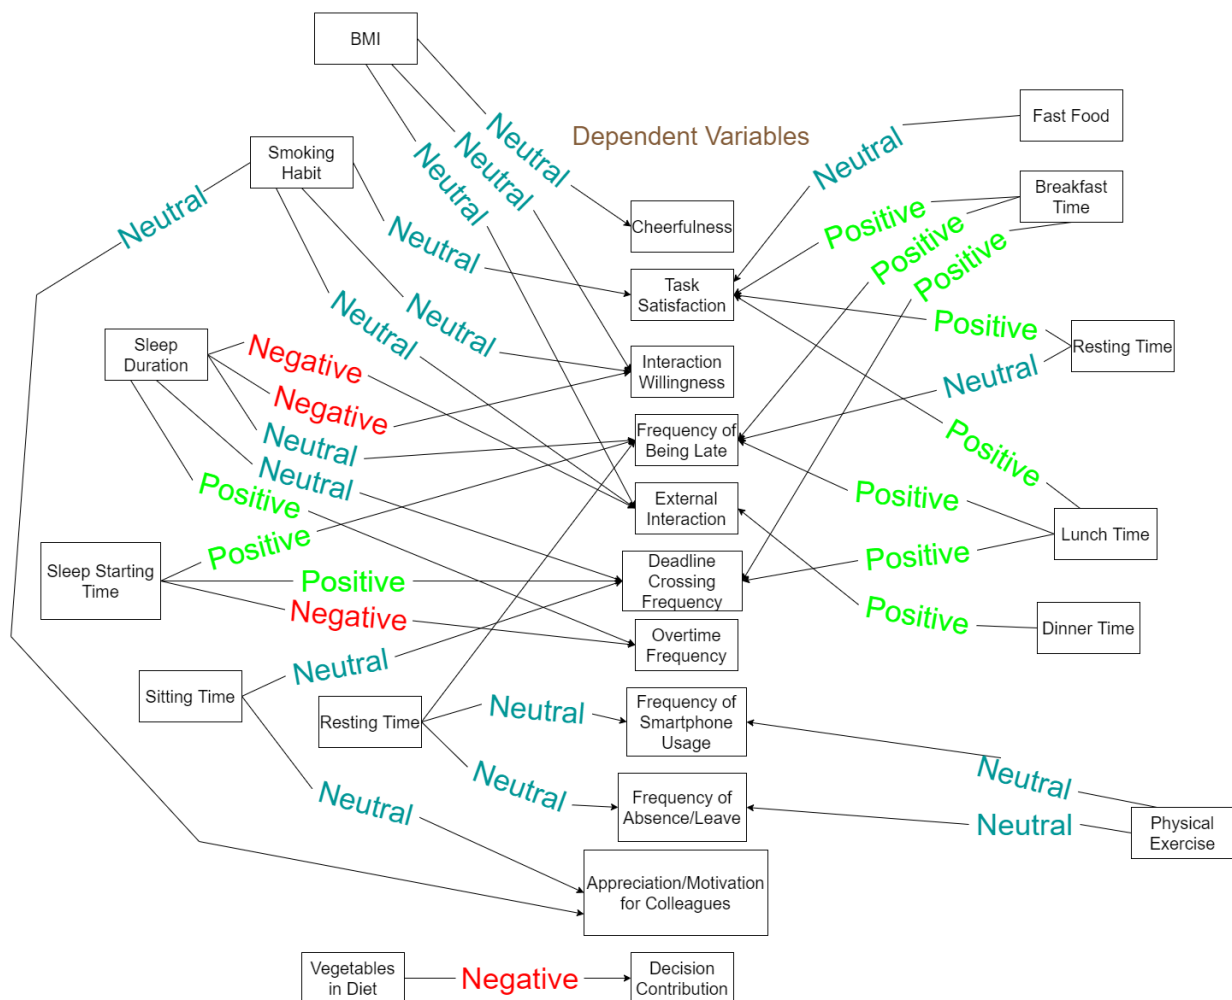 BMI
Neutral
Neutral
Neutral
Dependent Variables
Fast Food
Neutral
Smoking
Habit
Neutral
Neutral
Neutral
Neutral
Breakfast
Time
Positive
Positive
Positive
Cheerfulness
Task
Satisfaction
Positive
Resting Time
Neutral
Sleep
Duration
Negative
Negative
Neutral
Neutral
Positive
Interaction
Willingness
Frequency of
Being Late
Positive
External
Interaction
Positive
Lunch Time
Positive
Sleep Starting
Time
Positive
Positive
Negative
Deadline
Crossing
Frequency
Positive
Dinner Time
Overtime
Frequency
Sitting Time
Neutral
Neutral
Resting Time
Neutral
Neutral
Frequency of
Smartphone
Usage
Neutral
Frequency of
Absence/Leave
Neutral
Physical
Exercise
Appreciation/Motivation
for Colleagues
Vegetables
in Diet
Negative
Decision
Contribution